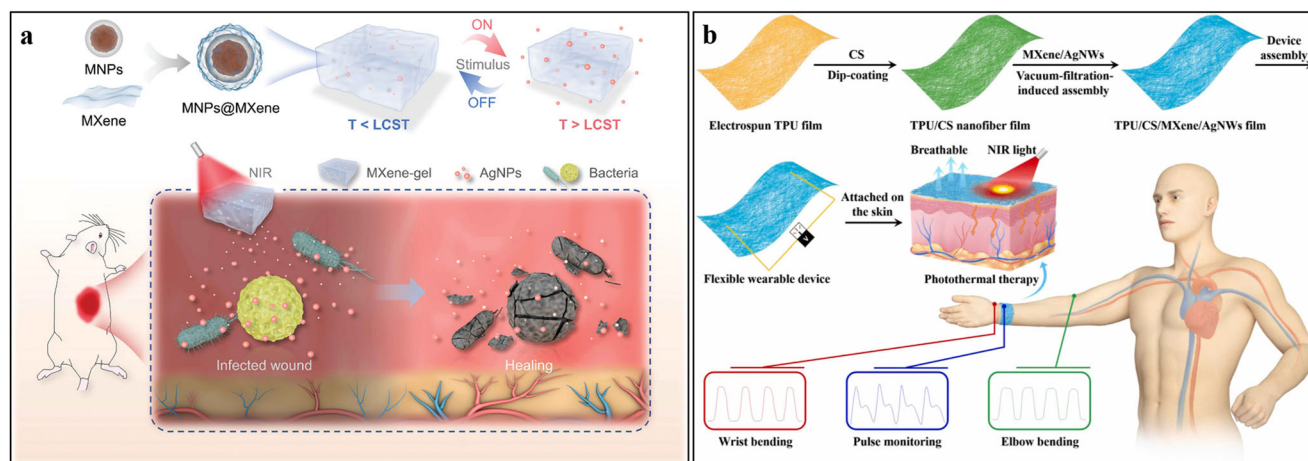 a
MNPs
MXene
MNPs@MXene
ON
Stimulus
OFF
T < LCST
T > LCST
NIR
MXene-gel
AgNPs
Bacteria
Infected wound
Healing
b
CS
Dip-coating
MXene/AgNWs
Vacuum-filtration-
induced assembly
Device
assembly
Electrospun TPU film
TPU/CS nanofiber film
TPU/CS/MXene/AgNWs film
Breathable
NIR light
Attached on
the skin
Flexible wearable device
Photothermal therapy
Wrist bending
Pulse monitoring
Elbow bending